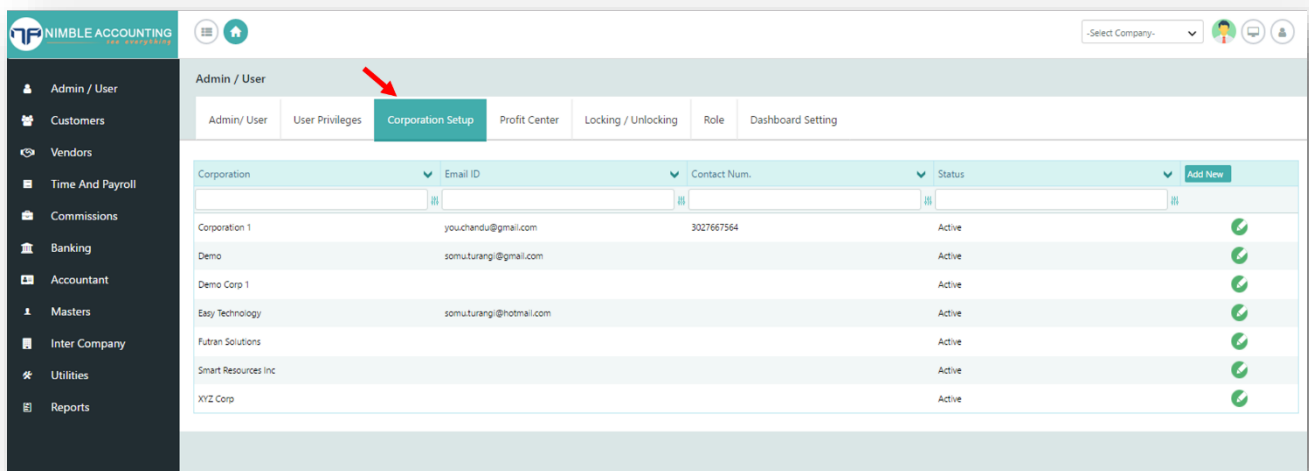 NIMBLE ACCOUNTING
see everything
-Select Company-
Admin / User
Customers
Vendors
Time And Payroll
Commissions
Banking
Accountant
Masters
Inter Company
Utilities
Reports
Admin / User
Admin/ User User Privileges Corporation Setup Profit Center Locking / Unlocking Role Dashboard Setting
Corporation Email ID Contact Num. Status Add New
Corporation 1 you.chandu@gmail.com 3027667564 Active
Demo somu.turangi@gmail.com Active
Demo Corp 1 Active
Easy Technology somu.turangi@hotmail.com Active
Futran Solutions Active
Smart Resources Inc Active
XYZ Corp Active